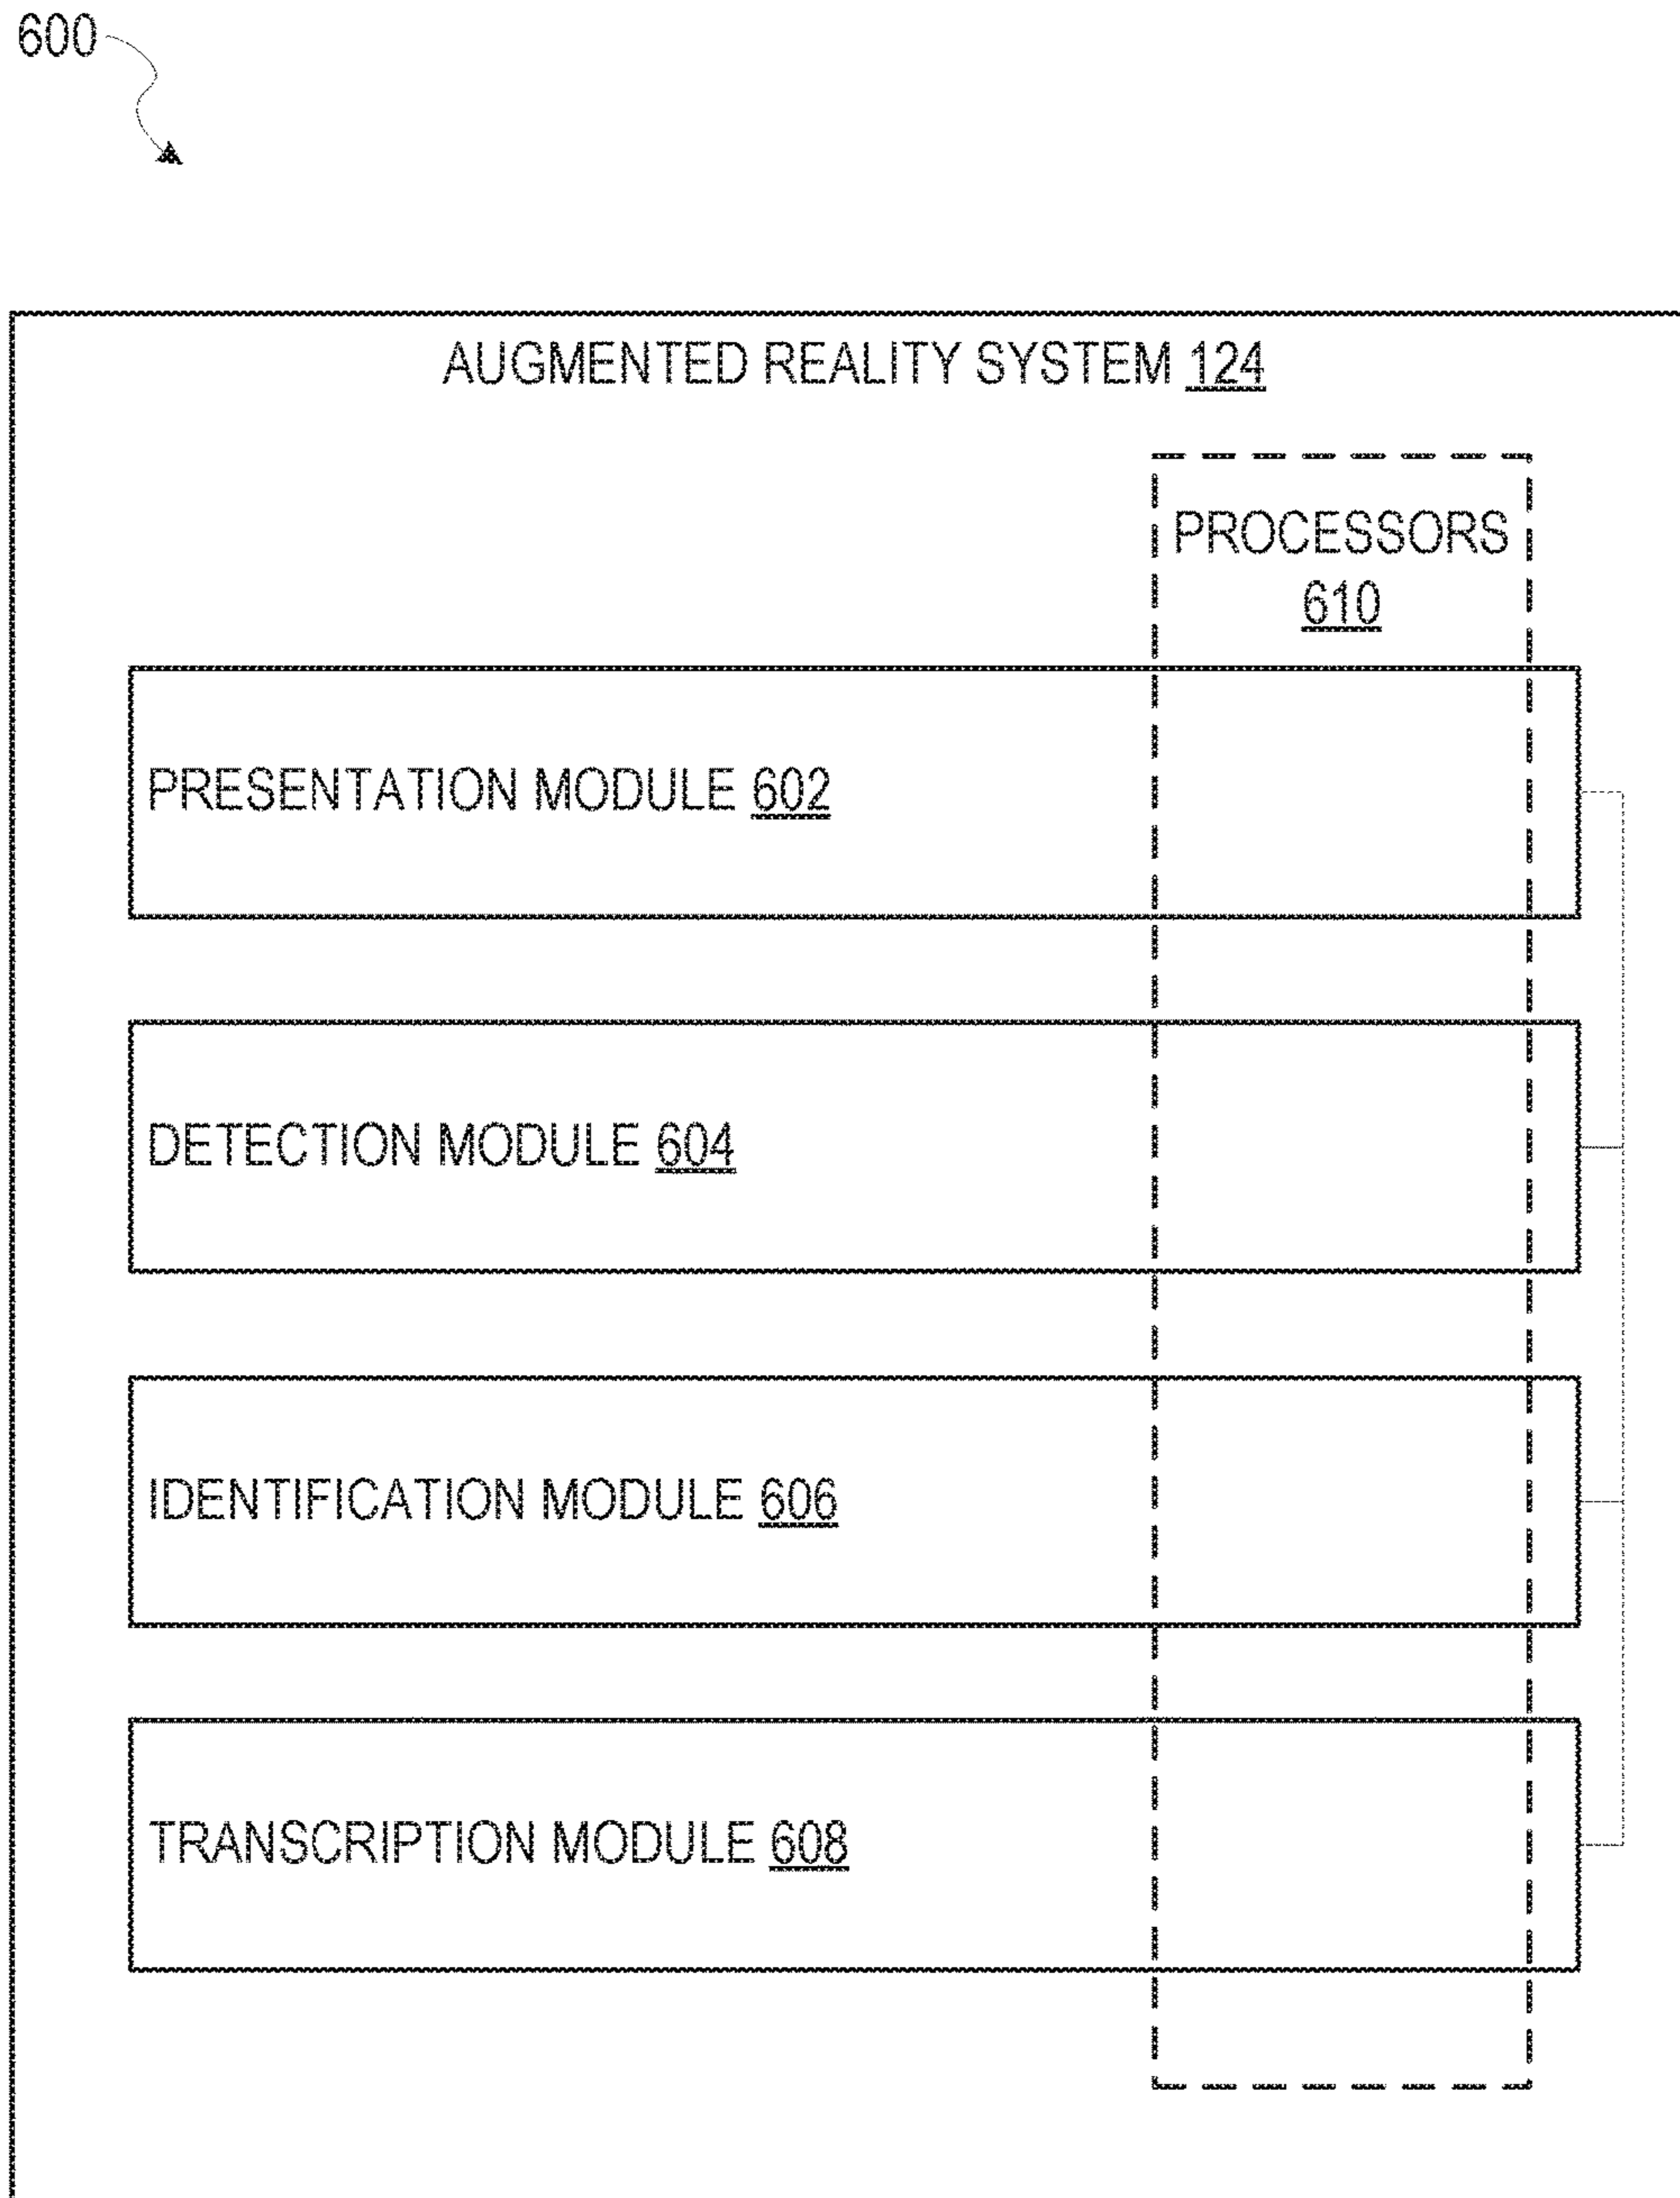 600
AUGMENTED REALITY SYSTEM 124
PROCESSORS
610
PRESENTATION MODULE 602
DETECTION MODULE 604
IDENTIFICATION MODULE 606
TRANSCRIPTION MODULE 608